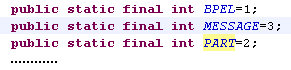 public static final int BPEL=1;
public static final int MESSAGE=3;
public static final int PART=2;
............